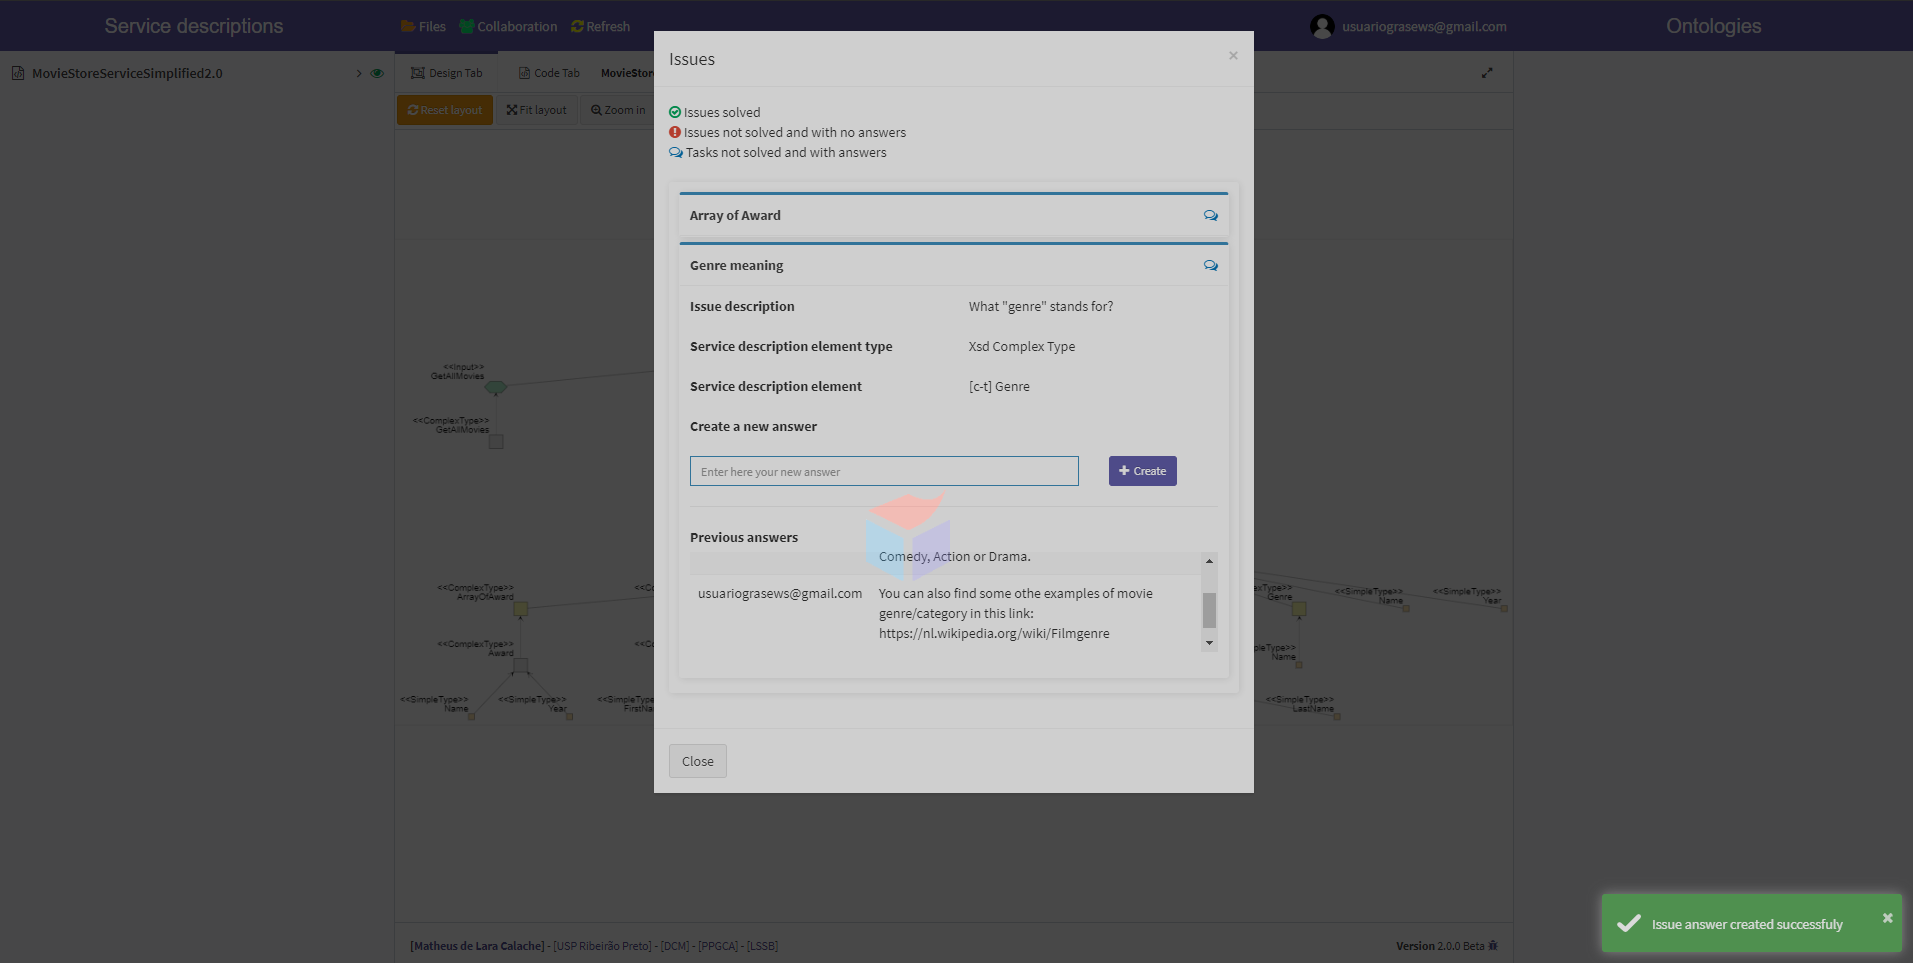 Service descriptions
Files
Collaboration
Refresh
usuariograsews@gmail.com
Ontologies
MovieStoreServiceSimplified2.0
Design Tab
Code Tab
MovieStor
Reset layout
Fit layout
Zoom in
Issues
×
Issues solved
Issues not solved and with no answers
Tasks not solved and with answers
Array of Award
Genre meaning
Issue description
What "genre" stands for?
Service description element type
Xsd Complex Type
Service description element
[c-t] Genre
Create a new answer
Enter here your new answer
Create
Previous answers
Comedy, Action or Drama.
usuariograsews@gmail.com
You can also find some othe examples of movie
genre/category in this link:
https://nl.wikipedia.org/wiki/Filmgenre
Close
<<Input>>
GetAllMovies
<<ComplexType>>
GetAllMovies
<<ComplexType>>
ArrayOfAward
<<C
<<ComplexType>>
Award
<<C
<<SimpleType>>
Name
<<SimpleType>>
Year
<<SimpleType
FirstNa
exType>>
Genre
<<SimpleType>>
Name
<<SimpleType>>
Year
pleType>>
Name
<<SimpleType>>
LastName
[Matheus de Lara Calache] - [USP Ribeirão Preto] - [DCM] - [PPGCA] - [LSSB]
Version 2.0.0 Beta
Issue answer created successfuly
×